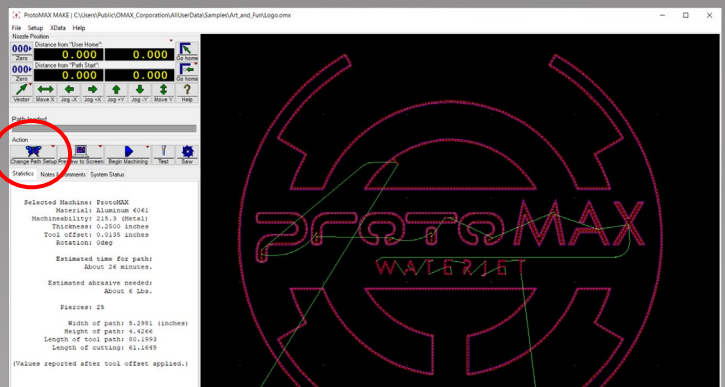 ProtoMAX MAKE | C:\Users\Public\OMAX_Corporation\AllUserData\Samples\Art_and_Fun\Logo.omx
File Setup XData Help
Nozzle Position
Distance from "User Home":
000 0.000 0.000
Zero Go home
Distance from "Path Start":
000 0.000 0.000
Zero Go home
Vector Move X Jog -X Jog +X Jog +Y Jog -Y Move Y Help
Path loaded
Action
Change Path Setup Preview to Screen Begin Machining Test Saw
Statistics Notes & Comments System Status
Selected Machine: ProtoMAX
Material: Aluminum 6061
Machineability: 215.3 (Metal)
Thickness: 0.2500 inches
Tool offset: 0.0135 inches
Rotation: 0deg
Estimated time for path:
About 26 minutes.
Estimated abrasive needed:
About 6 Lbs.
Pierces: 25
Width of path: 5.2981 (inches)
Height of path: 4.4266
Length of tool path: 80.1993
Length of cutting: 61.1649
(Values reported after tool offset applied.)
PROTOMAX
WATERJET